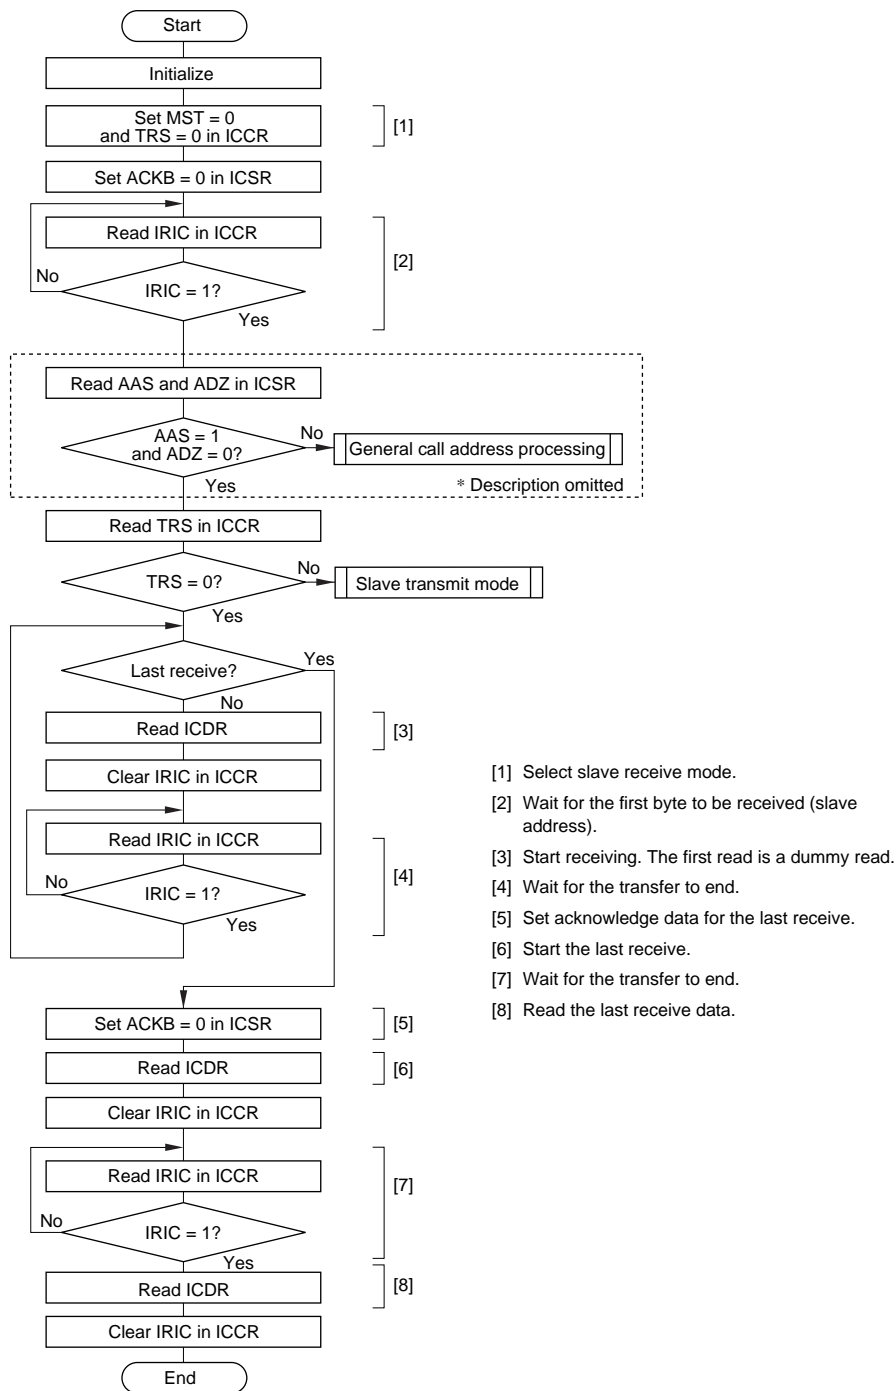 Start
Initialize
Set MST = 0
and TRS = 0 in ICCR
[1]
Set ACKB = 0 in ICSR
Read IRIC in ICCR
[2]
No
IRIC = 1?
Yes
Read AAS and ADZ in ICSR
AAS = 1
and ADZ = 0?
No
General call address processing
Yes
* Description omitted
Read TRS in ICCR
TRS = 0?
No
Slave transmit mode
Yes
Last receive?
Yes
No
Read ICDR
[3]
Clear IRIC in ICCR
Read IRIC in ICCR
[4]
No
IRIC = 1?
Yes
Set ACKB = 0 in ICSR
[5]
Read ICDR
[6]
Clear IRIC in ICCR
Read IRIC in ICCR
[7]
No
IRIC = 1?
Yes
Read ICDR
[8]
Clear IRIC in ICCR
End
[1] Select slave receive mode.
[2] Wait for the first byte to be received (slave
address).
[3] Start receiving. The first read is a dummy read.
[4] Wait for the transfer to end.
[5] Set acknowledge data for the last receive.
[6] Start the last receive.
[7] Wait for the transfer to end.
[8] Read the last receive data.